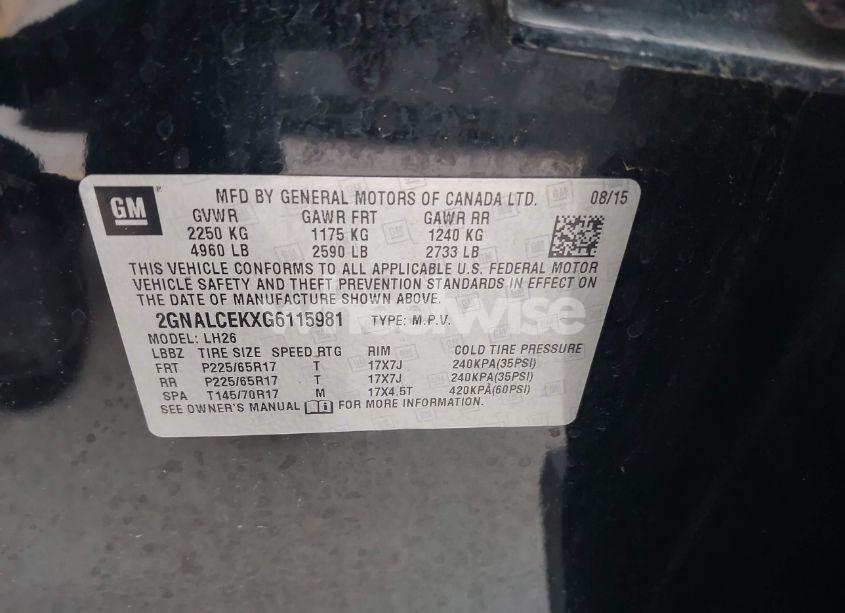 GM ® MFD BY GENERAL MOTORS OF CANADA LTD. 08/15
GVWR GAWR FRT GAWR RR
2250 KG 1175 KG 1240 KG
4960 LB 2590 LB 2733 LB
THIS VEHICLE CONFORMS TO ALL APPLICABLE U.S. FEDERAL MOTOR
VEHICLE SAFETY AND THEFT PREVENTION STANDARDS IN EFFECT ON
THE DATE OF MANUFACTURE SHOWN ABOVE.
2GNALCEKXG6115981 TYPE: M.P.V.
MODEL: LH26
LBBZ TIRE SIZE SPEED RTG RIM COLD TIRE PRESSURE
FRT P225/65R17 T 17X7J 240KPA(35PSI)
RR P225/65R17 T 17X7J 240KPA(35PSI)
SPA T145/70R17 M 17X4.5T 420KPA(60PSI)
SEE OWNER'S MANUAL FOR MORE INFORMATION.